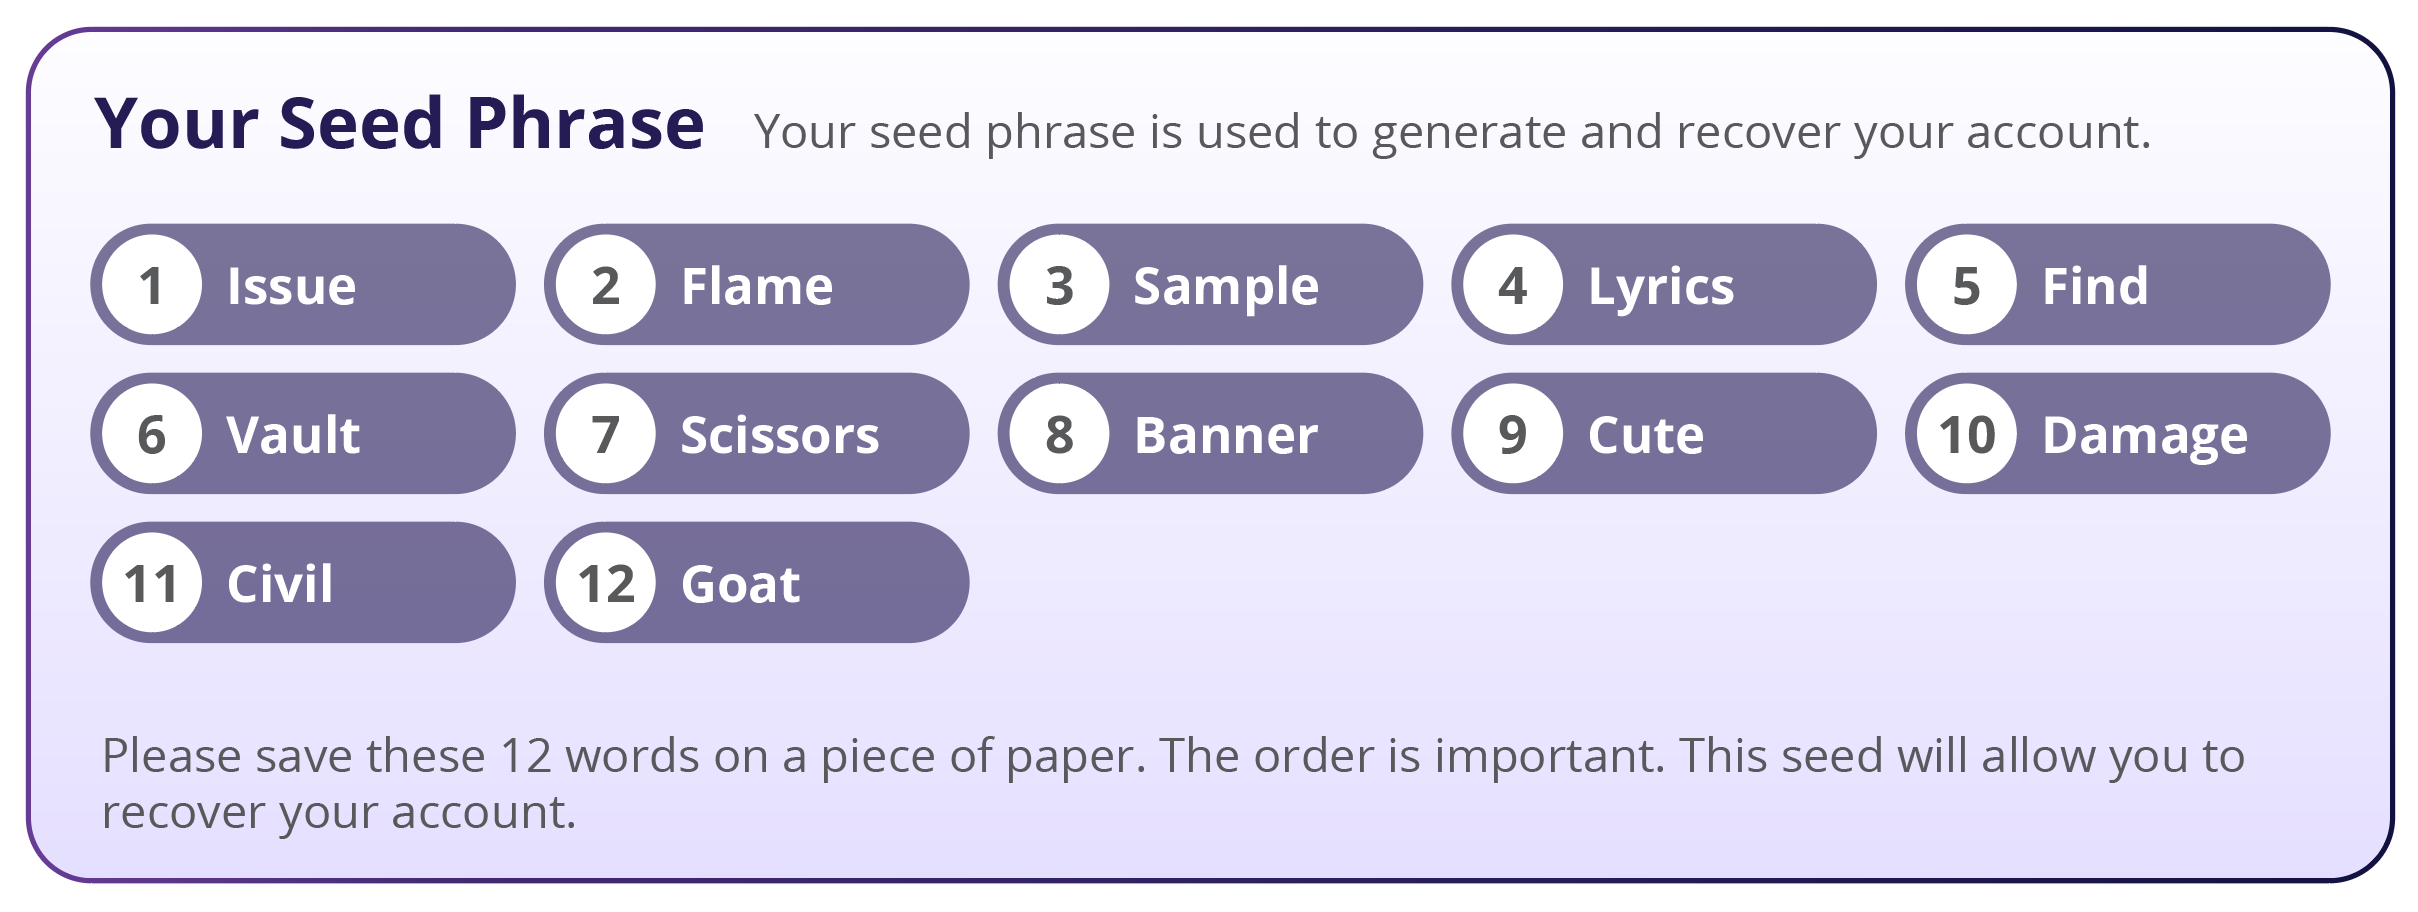 Your Seed Phrase Your seed phrase is used to generate and recover your account.
1 Issue 2 Flame 3 Sample 4 Lyrics 5 Find
6 Vault 7 Scissors 8 Banner 9 Cute 10 Damage
11 Civil 12 Goat
Please save these 12 words on a piece of paper. The order is important. This seed will allow you to
recover your account.